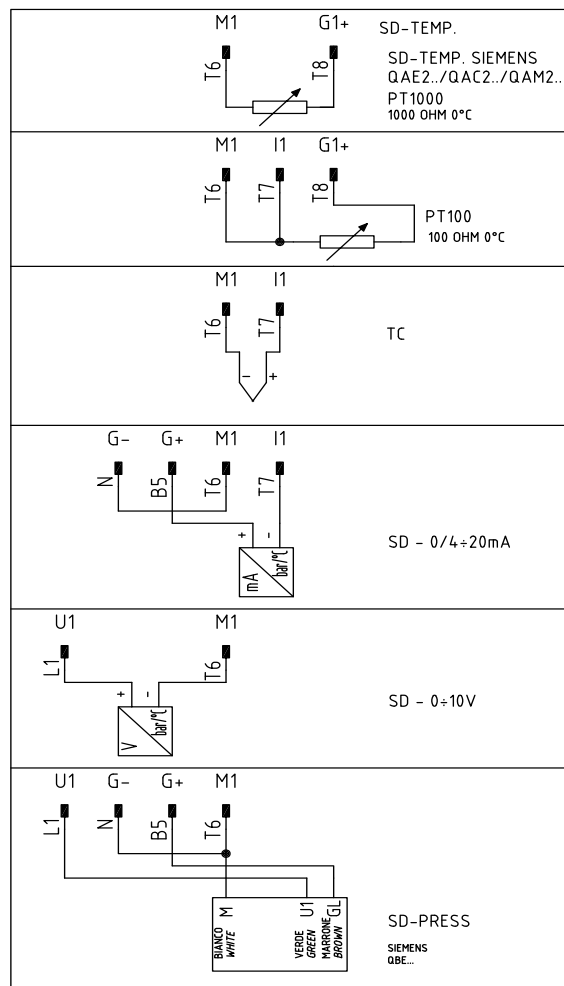 M1 G1+
SD-TEMP.
T6 T8
SD-TEMP. SIEMENS
QAE2../QAC2../QAM2..
PT1000
1000 OHM 0°C
M1 I1 G1+
T6 T7 T8
PT100
100 OHM 0°C
M1 I1
T6 T7
TC
- +
G- G+ M1 I1
N B5 T6 T7
+ -
mA bar/°C
SD - 0/4÷20mA
U1 M1
L1 T6
+ -
V bar/°C
SD - 0÷10V
U1 G- G+ M1
L1 N B5 T6
M U1 GL
BIANCO VERDE MARRONE
WHITE GREEN BROWN
SD-PRESS
SIEMENS
QBE...